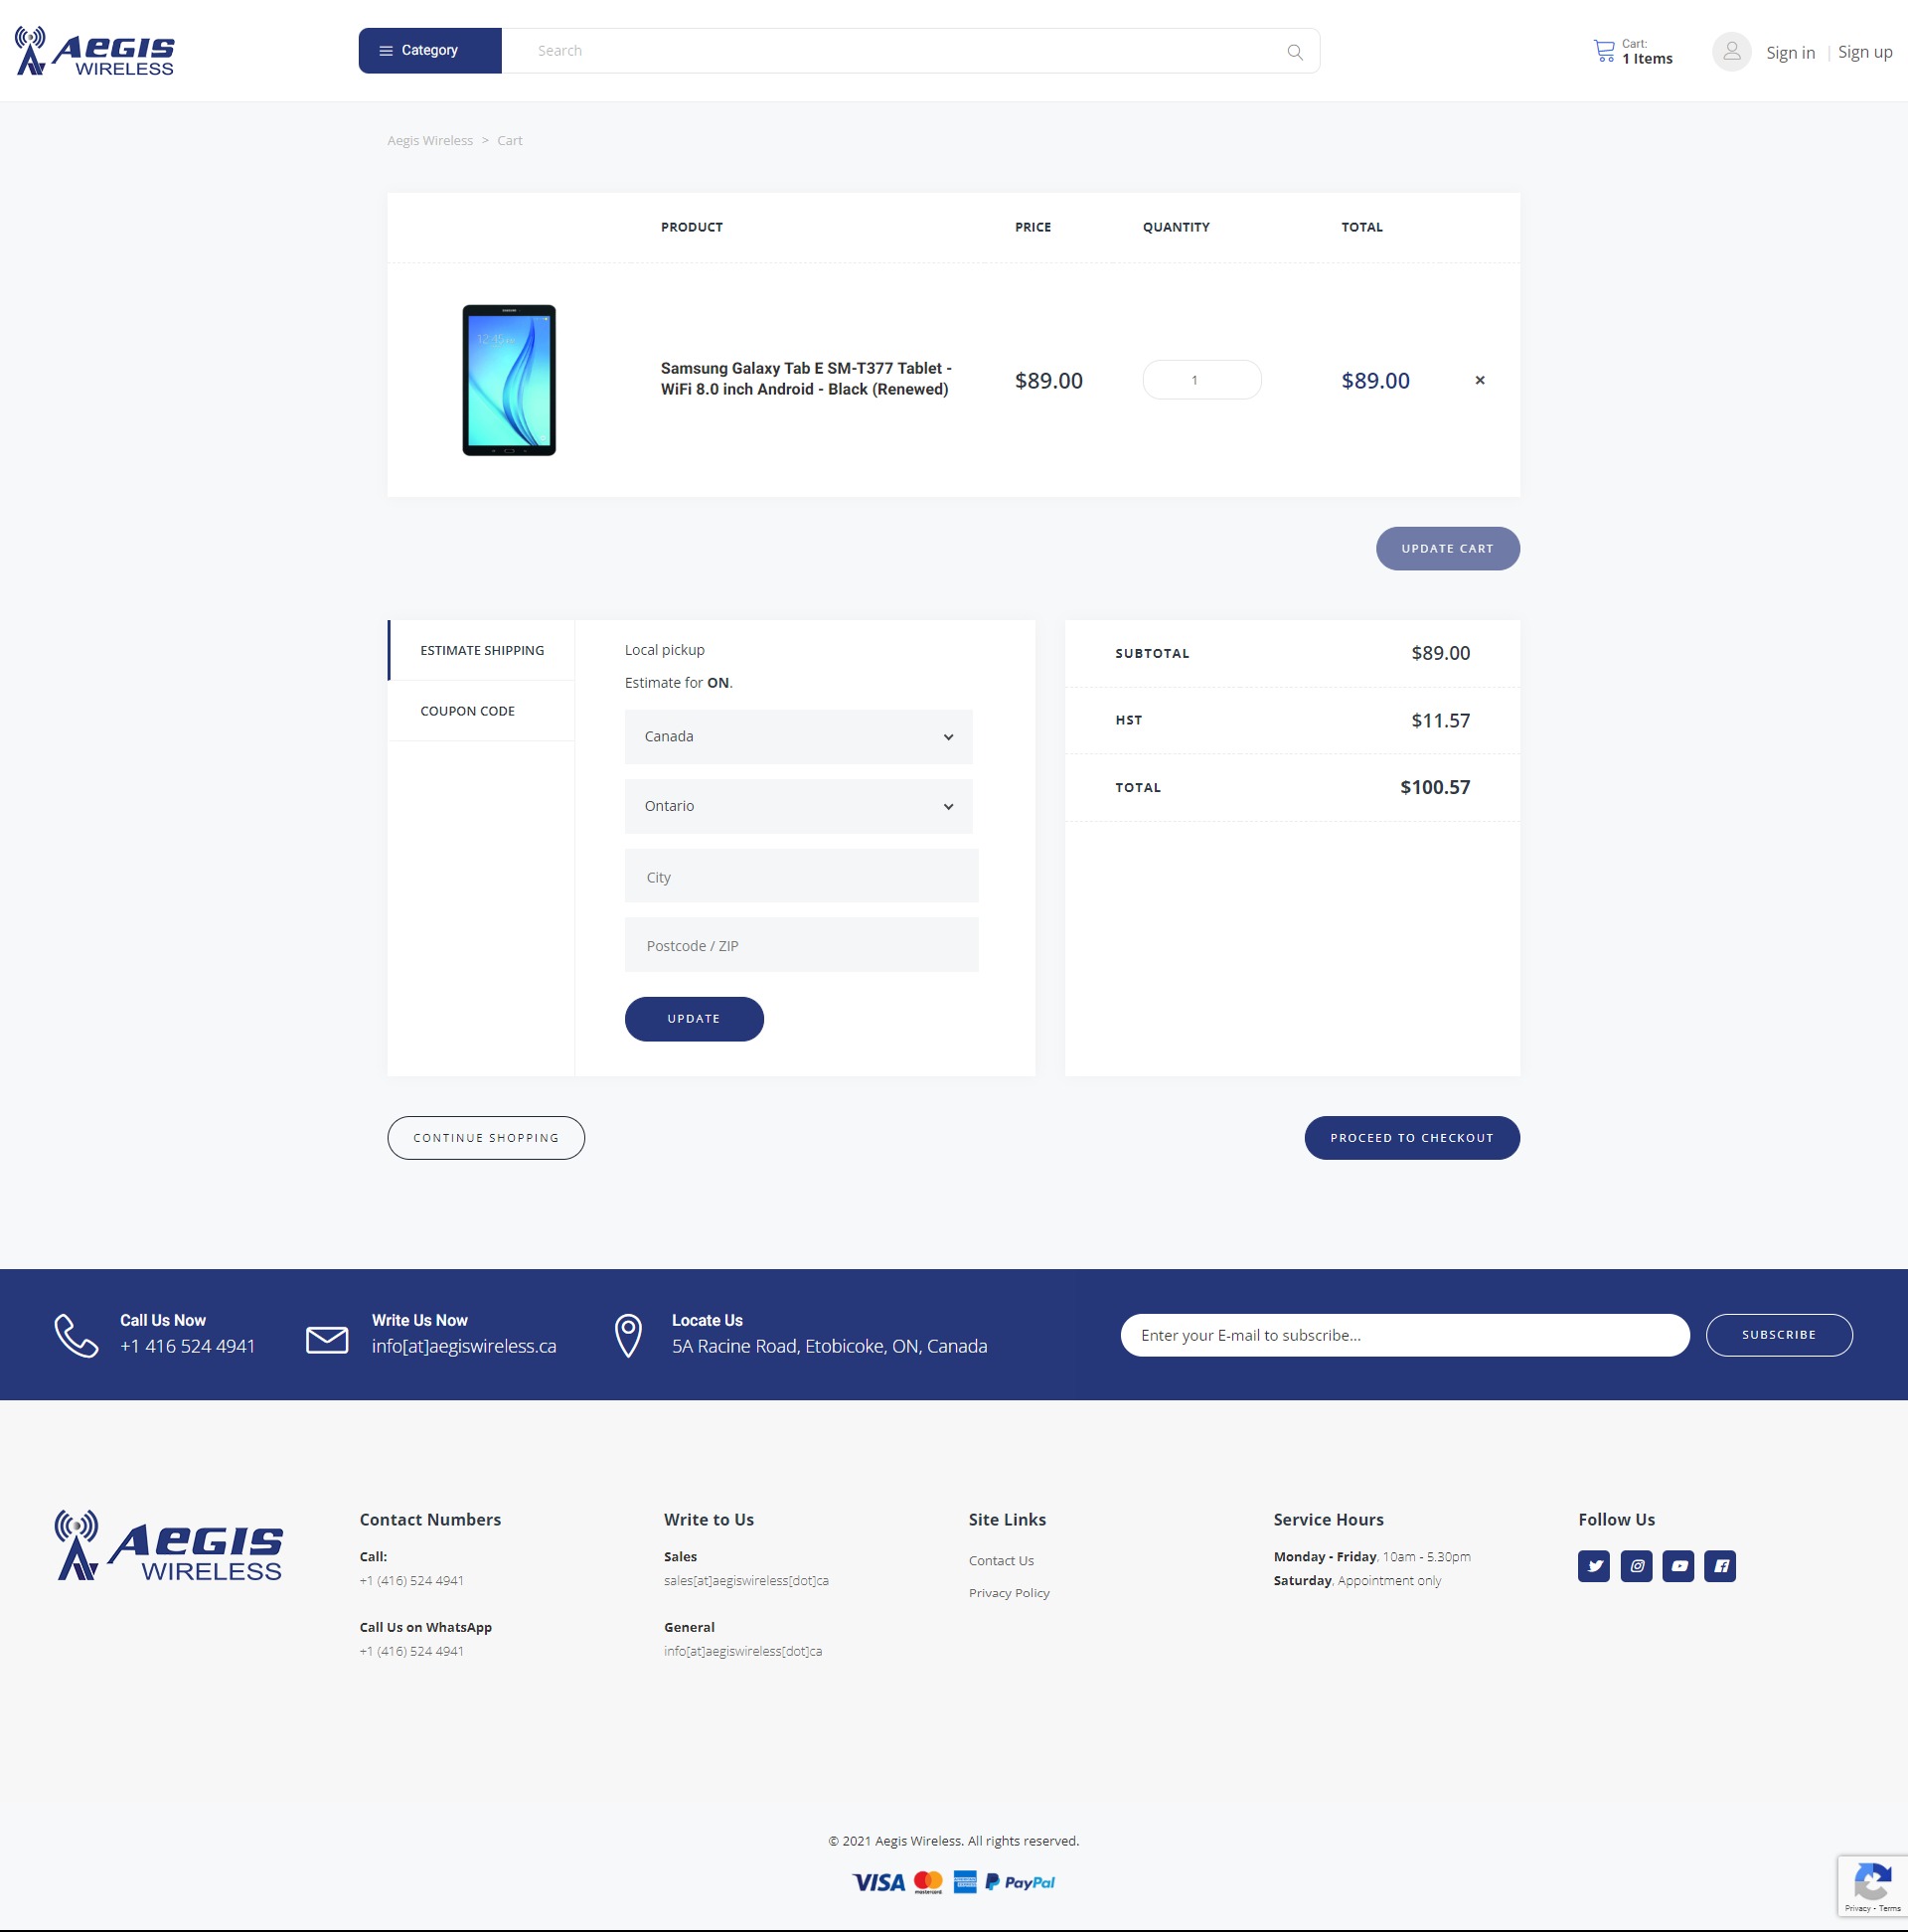 AEGIS
WIRELESS
Category
Search
Cart:
1 Items
Sign in | Sign up
Aegis Wireless > Cart
PRODUCT PRICE QUANTITY TOTAL
SAMSUNG
12:45
Samsung Galaxy Tab E SM-T377 Tablet -
WiFi 8.0 inch Android - Black (Renewed)
$89.00 1 $89.00 ×
UPDATE CART
ESTIMATE SHIPPING
COUPON CODE
Local pickup
Estimate for ON.
Canada
Ontario
City
Postcode / ZIP
UPDATE
SUBTOTAL $89.00
HST $11.57
TOTAL $100.57
CONTINUE SHOPPING
PROCEED TO CHECKOUT
Call Us Now
+1 416 524 4941
Write Us Now
info[at]aegiswireless.ca
Locate Us
5A Racine Road, Etobicoke, ON, Canada
Enter your E-mail to subscribe...
SUBSCRIBE
AEGIS
WIRELESS
Contact Numbers
Call:
+1 (416) 524 4941
Call Us on WhatsApp
+1 (416) 524 4941
Write to Us
Sales
sales[at]aegiswireless[dot]ca
General
info[at]aegiswireless[dot]ca
Site Links
Contact Us
Privacy Policy
Service Hours
Monday - Friday, 10am - 5.30pm
Saturday, Appointment only
Follow Us
© 2021 Aegis Wireless. All rights reserved.
VISA mastercard AMERICAN EXPRESS PayPal
Privacy - Terms